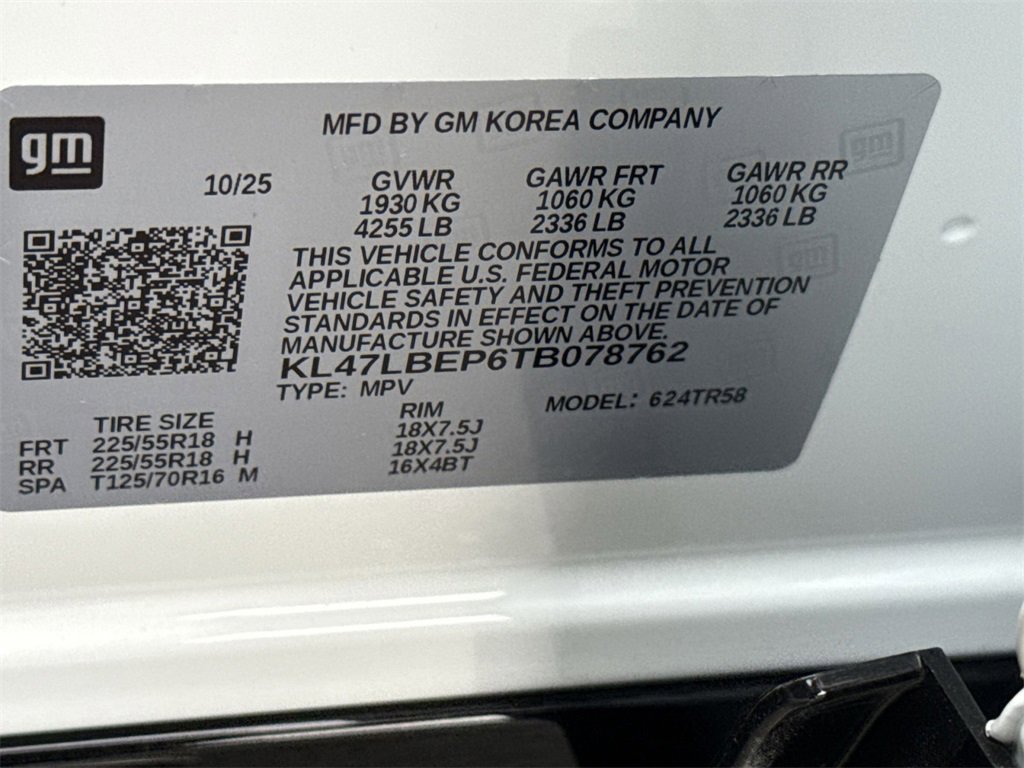 gm
MFD BY GM KOREA COMPANY
10/25
GVWR GAWR FRT GAWR RR
1930 KG 1060 KG 1060 KG
4255 LB 2336 LB 2336 LB
THIS VEHICLE CONFORMS TO ALL
APPLICABLE U.S. FEDERAL MOTOR
VEHICLE SAFETY AND THEFT PREVENTION
STANDARDS IN EFFECT ON THE DATE OF
MANUFACTURE SHOWN ABOVE.
KL47LBEP6TB078762
TYPE: MPV MODEL: 624TR58
TIRE SIZE RIM
FRT 225/55R18 H 18X7.5J
RR 225/55R18 H 18X7.5J
SPA T125/70R16 M 16X4BT